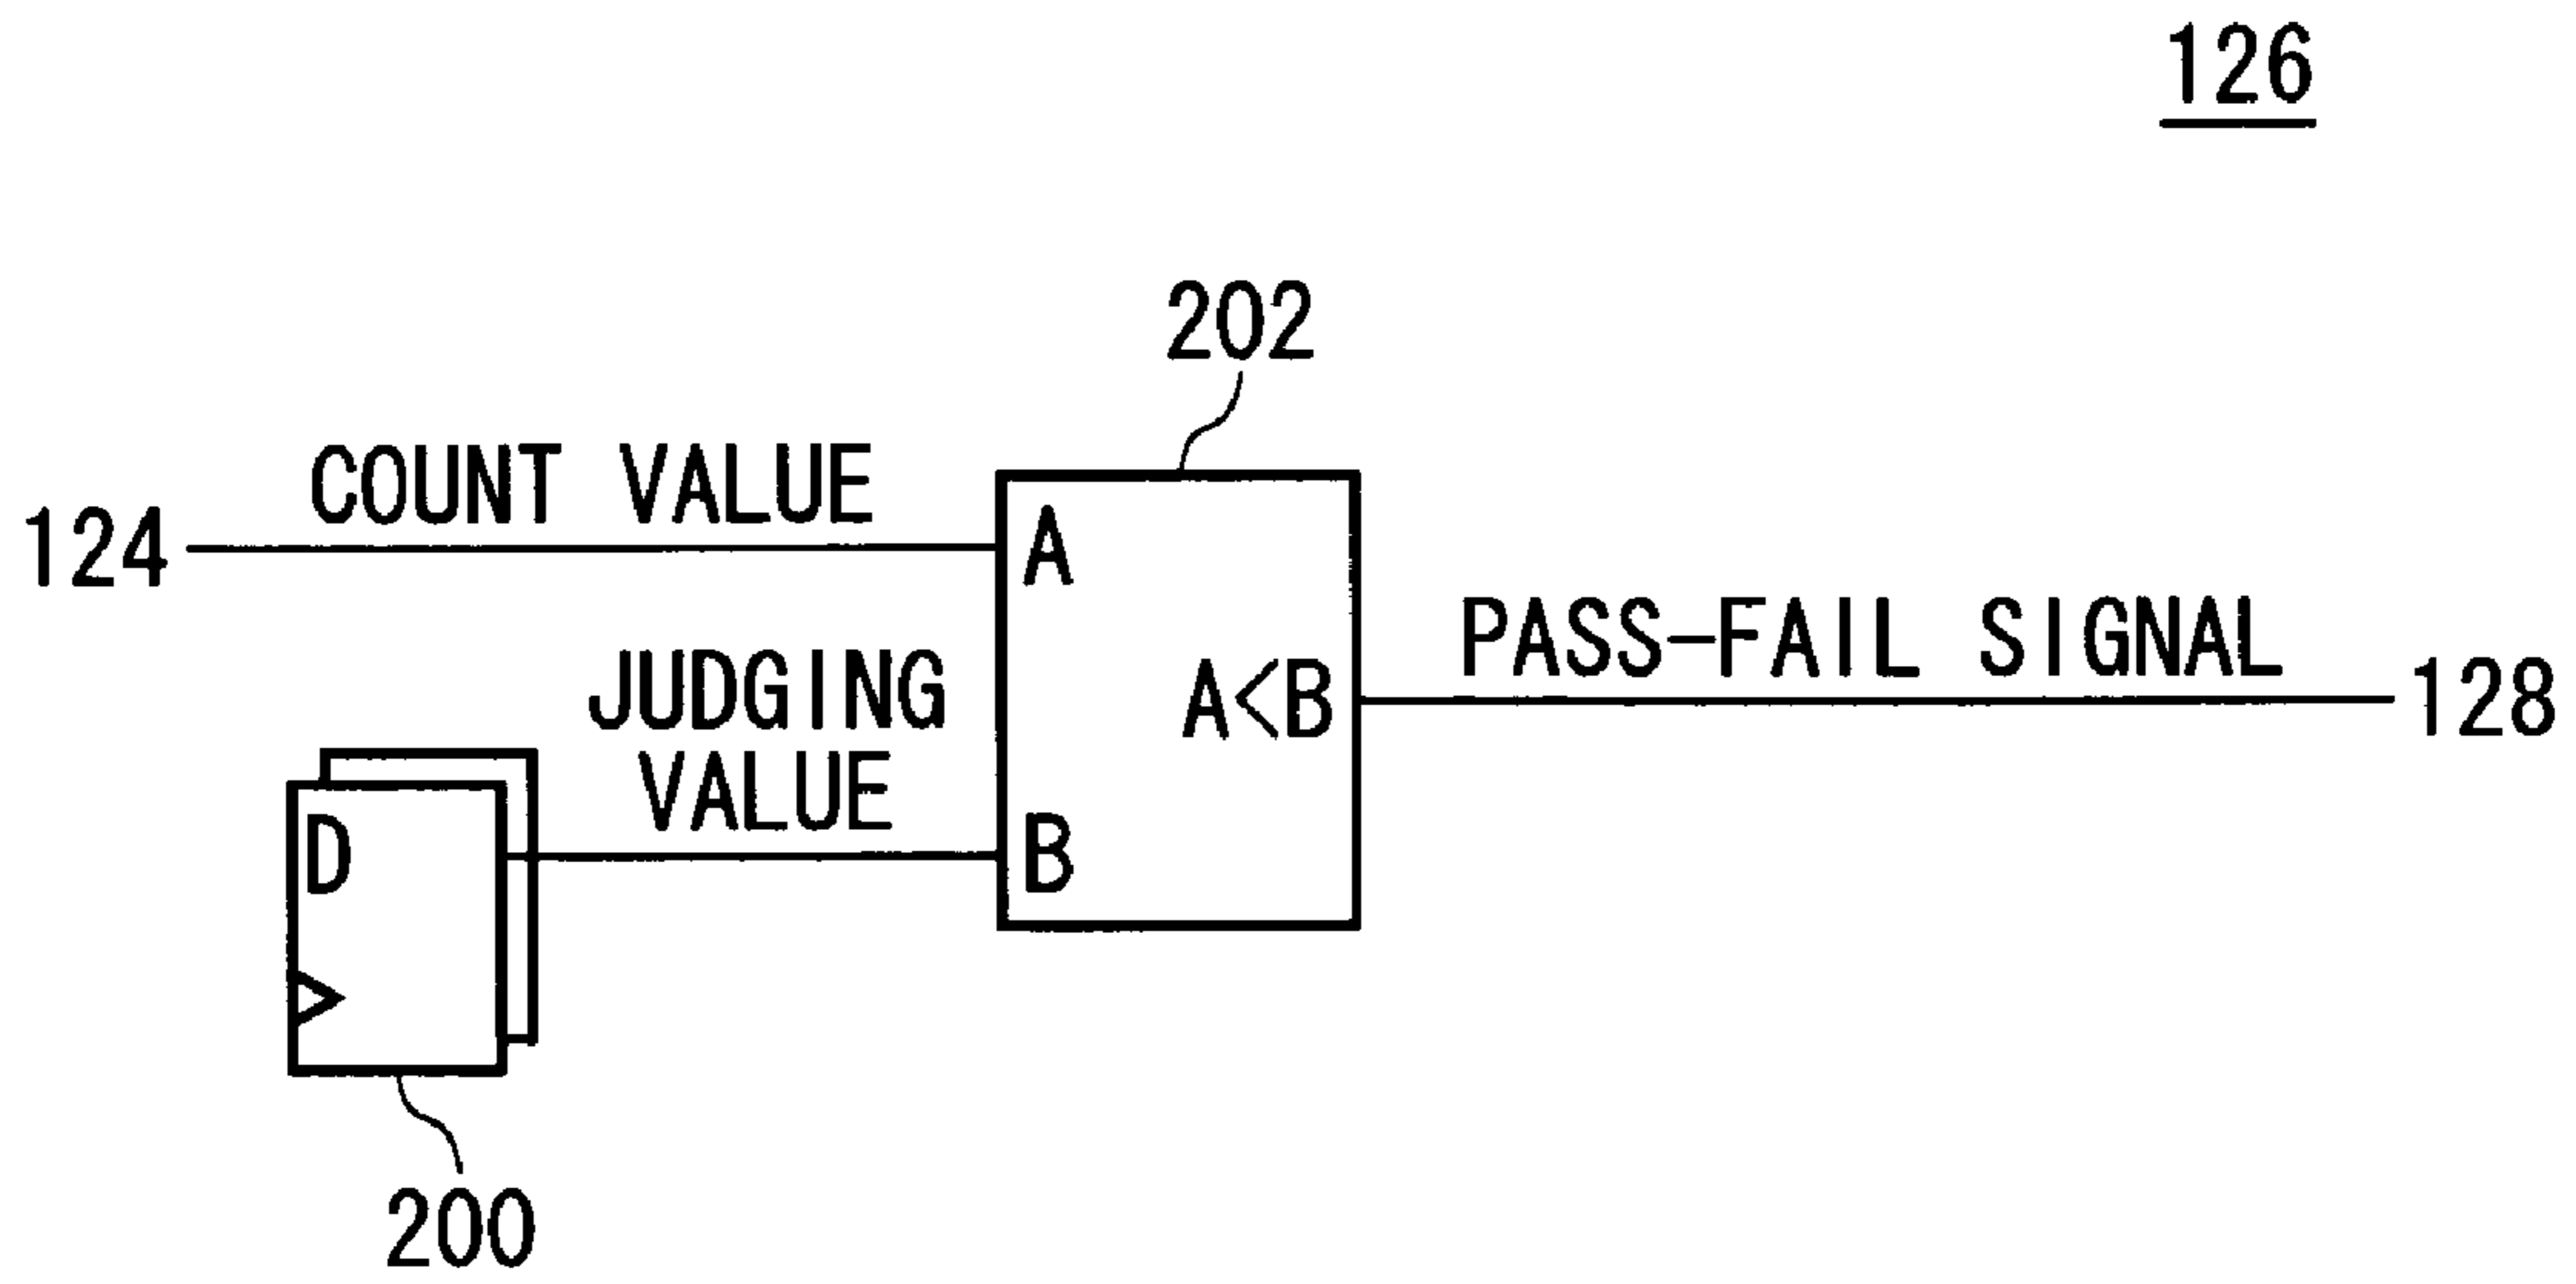 126
202
COUNT VALUE
124
A
PASS-FAIL SIGNAL
JUDGING
A<B
128
VALUE
D
B
200